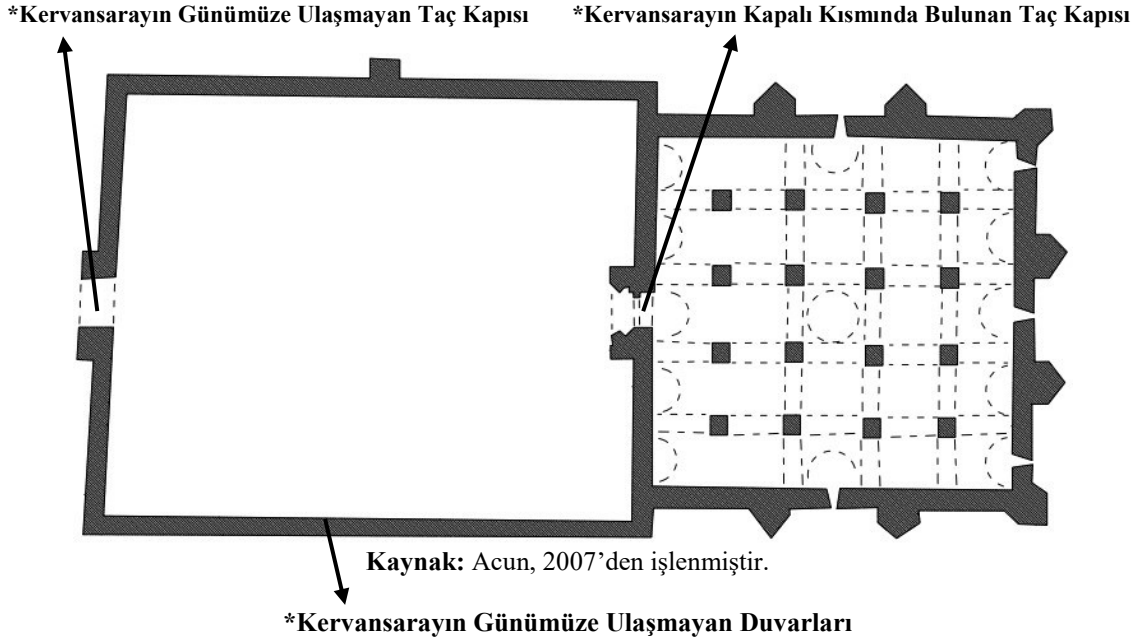 *Kervansarayın Günümüze Ulaşmayan Taç Kapısı
*Kervansarayın Kapalı Kısmında Bulunan Taç Kapısı
Kaynak: Acun, 2007’den işlenmiştir.
*Kervansarayın Günümüze Ulaşmayan Duvarları